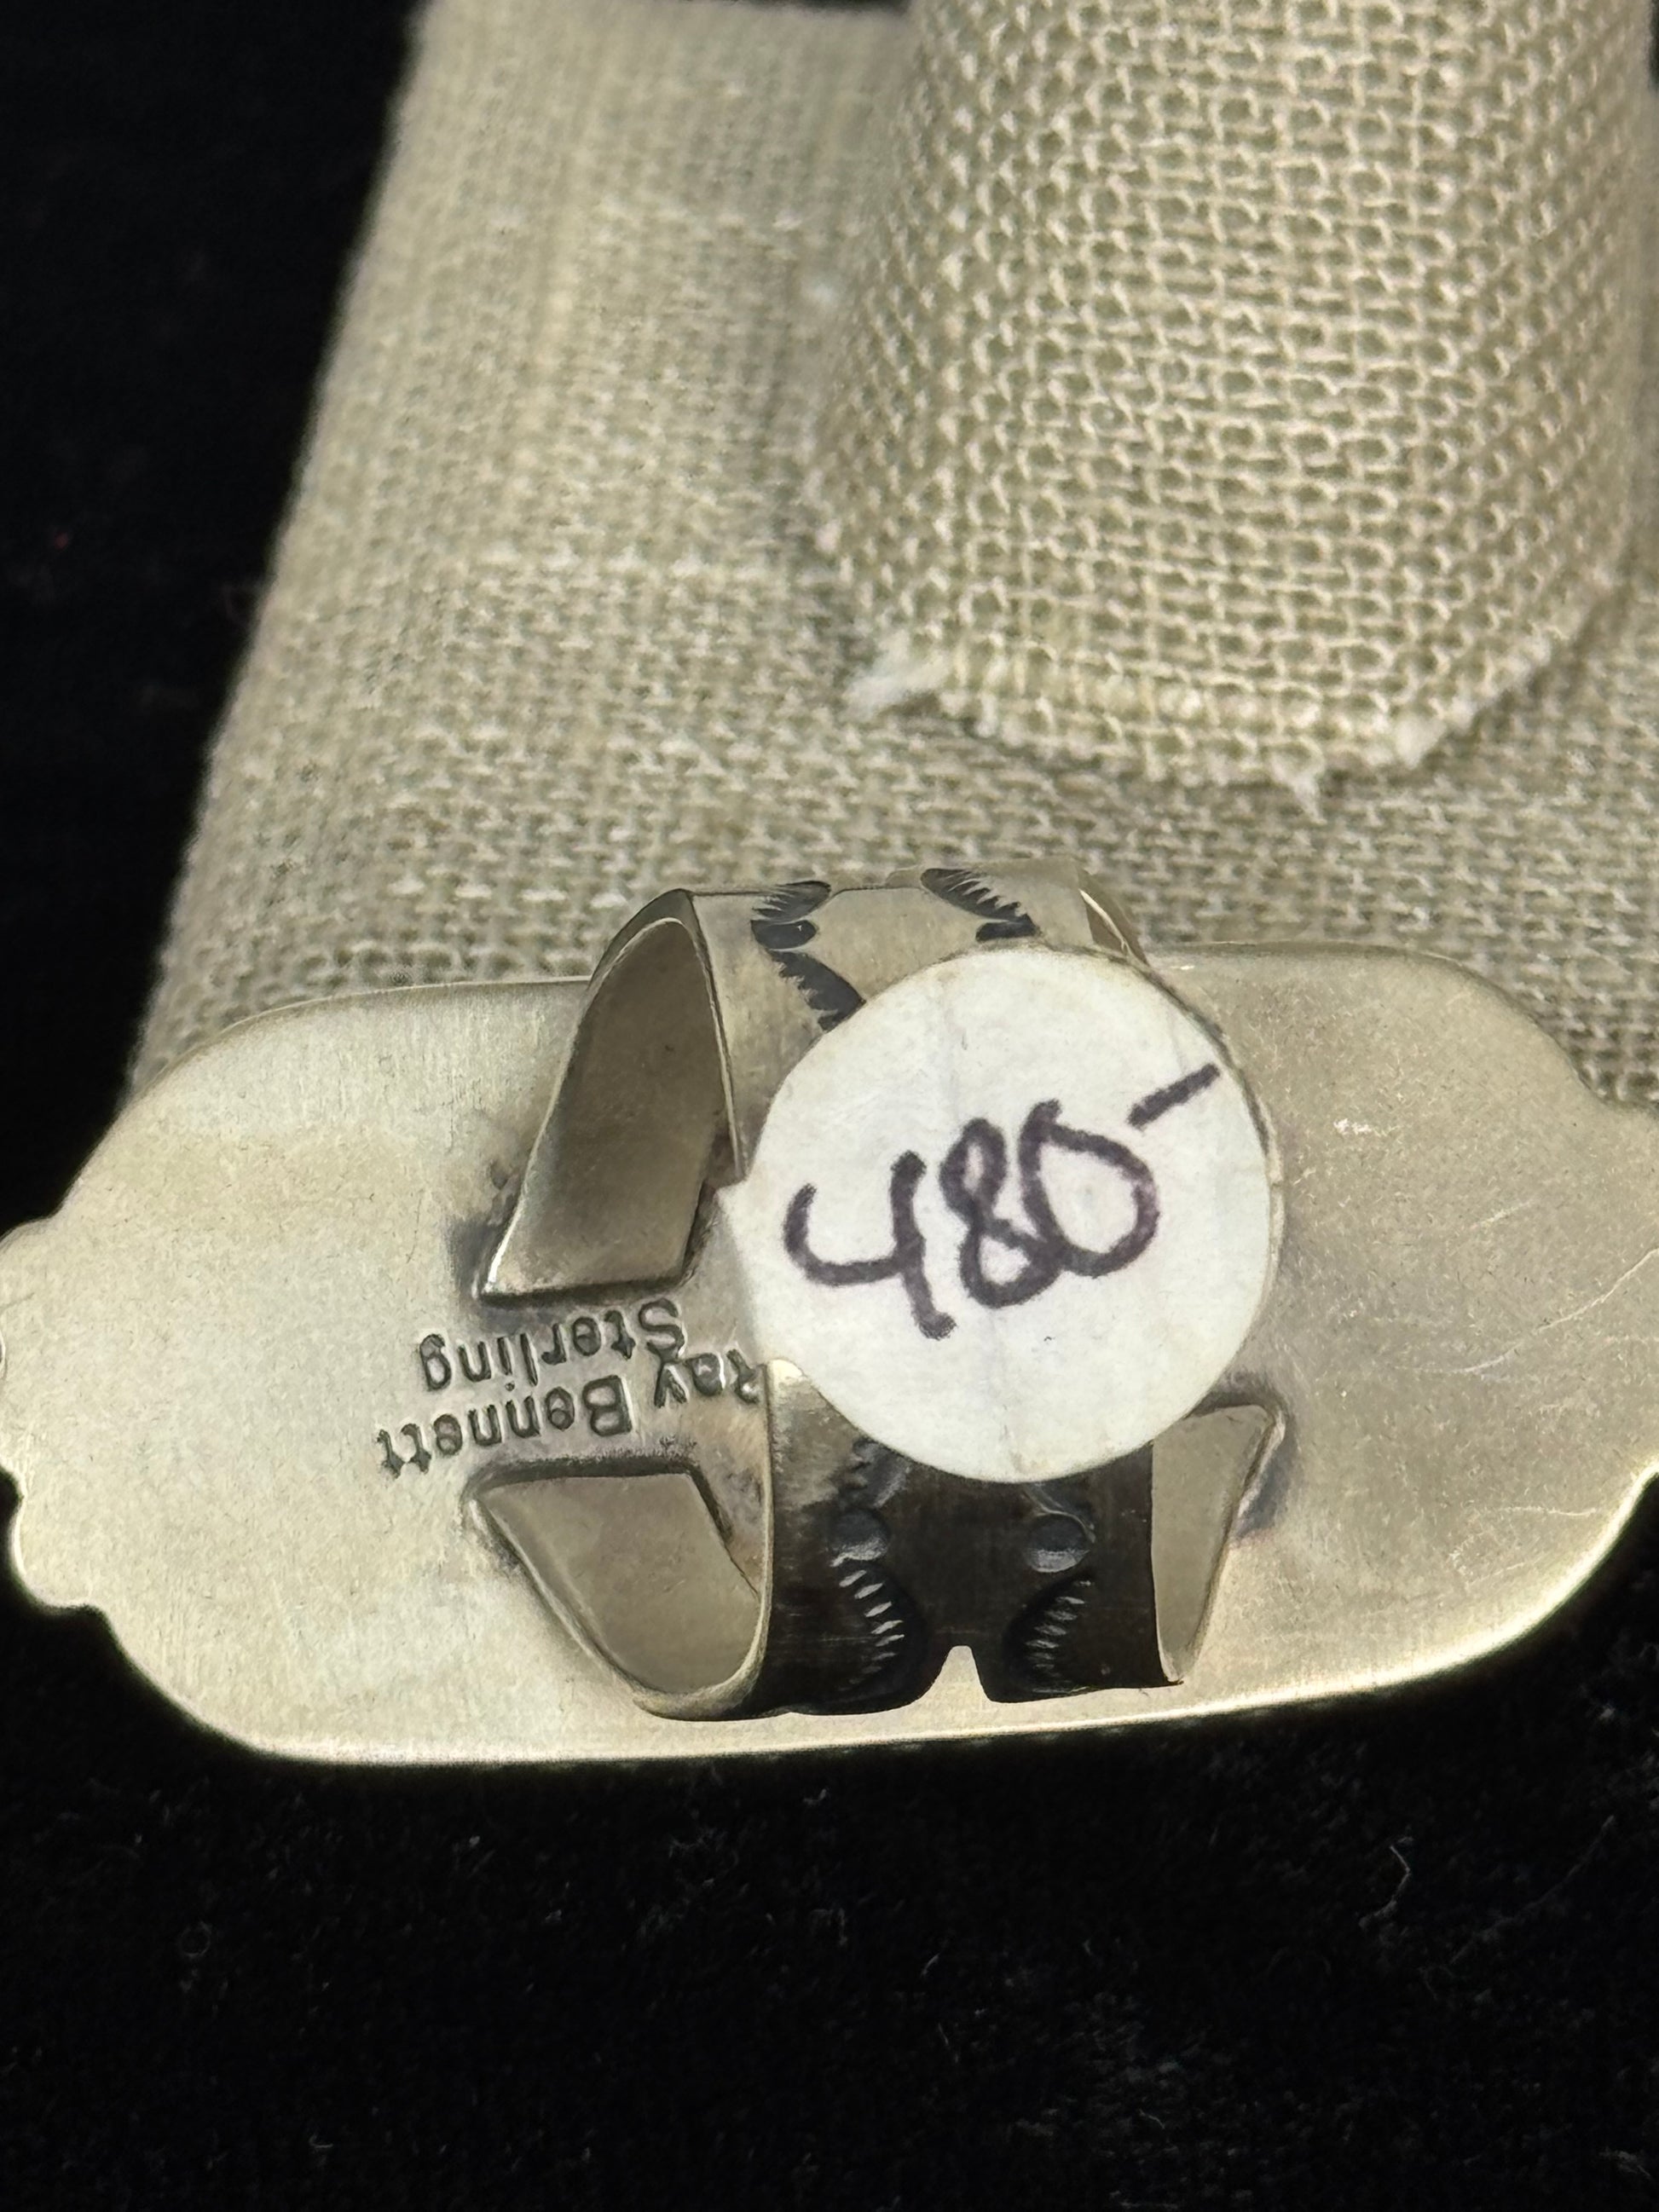 480-
Ray Bennett
Sterling